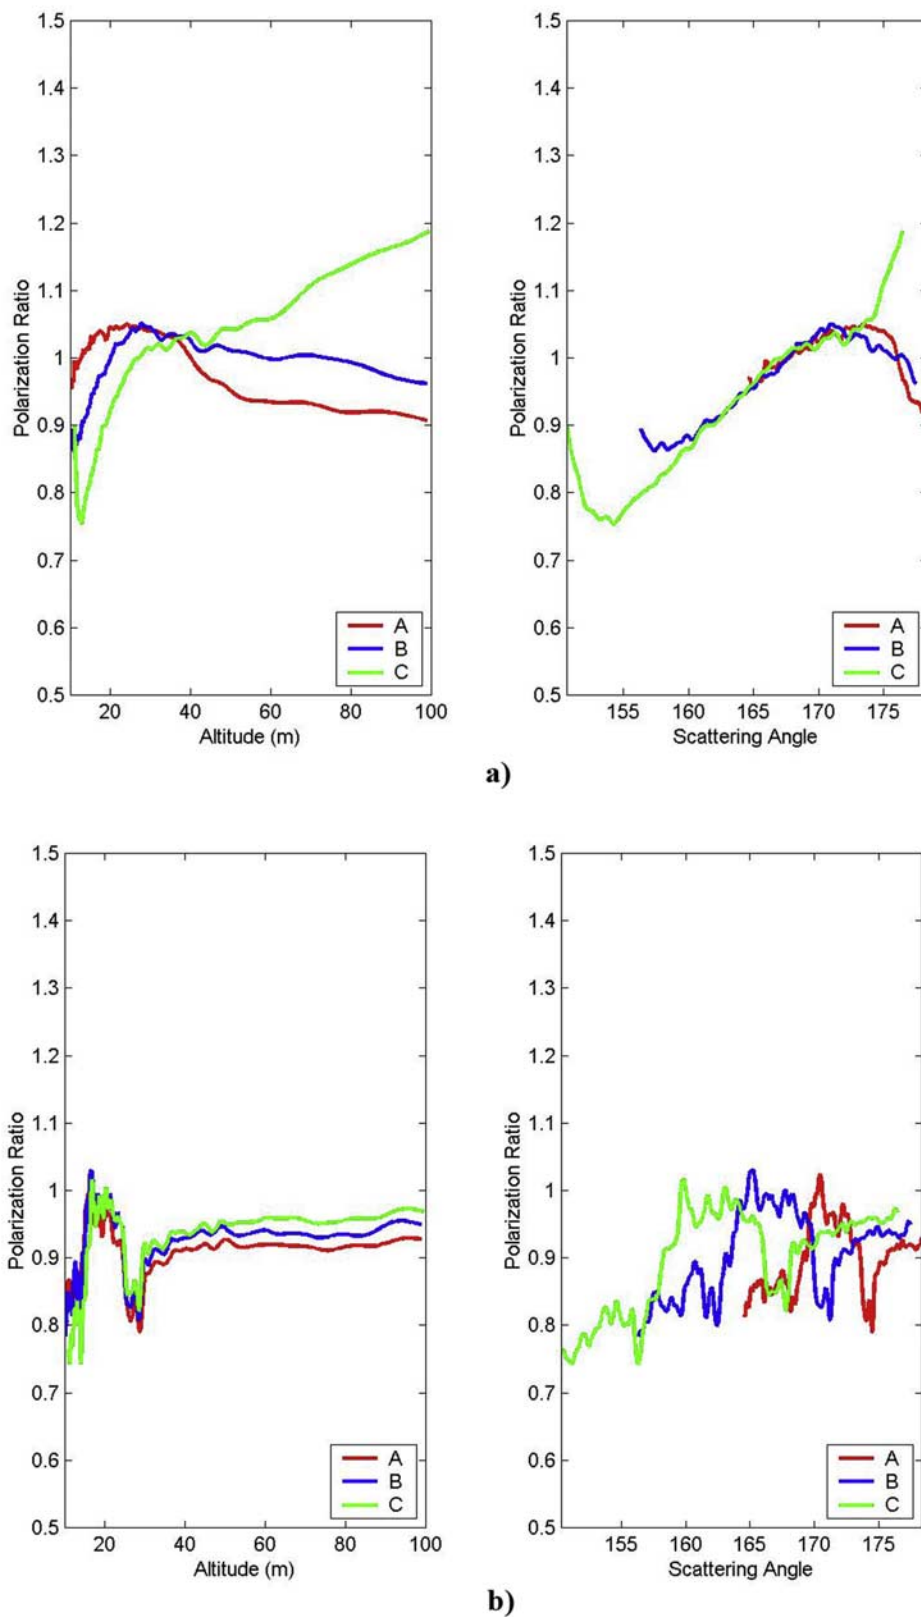 1.5
1.4
1.3
1.2
1.1
1
0.9
0.8
0.7
0.6
0.5
Polarization Ratio
20 40 60 80 100
Altitude (m)
A
B
C
1.5
1.4
1.3
1.2
1.1
1
0.9
0.8
0.7
0.6
0.5
Polarization Ratio
155 160 165 170 175
Scattering Angle
A
B
C
a)
1.5
1.4
1.3
1.2
1.1
1
0.9
0.8
0.7
0.6
0.5
Polarization Ratio
20 40 60 80 100
Altitude (m)
A
B
C
1.5
1.4
1.3
1.2
1.1
1
0.9
0.8
0.7
0.6
0.5
Polarization Ratio
155 160 165 170 175
Scattering Angle
A
B
C
b)